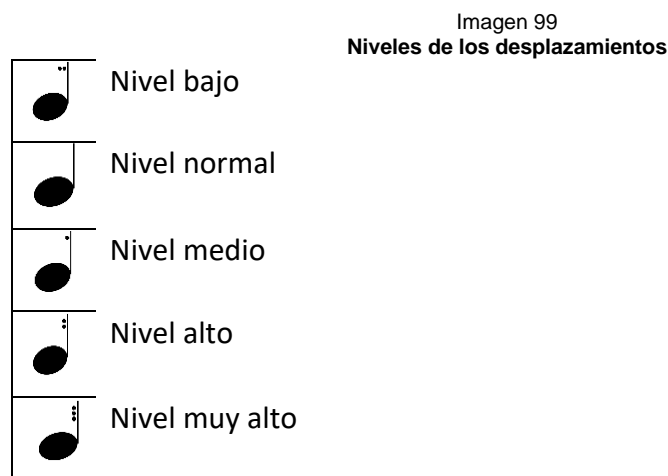 Imagen 99
Niveles de los desplazamientos
Nivel bajo
Nivel normal
Nivel medio
Nivel alto
Nivel muy alto